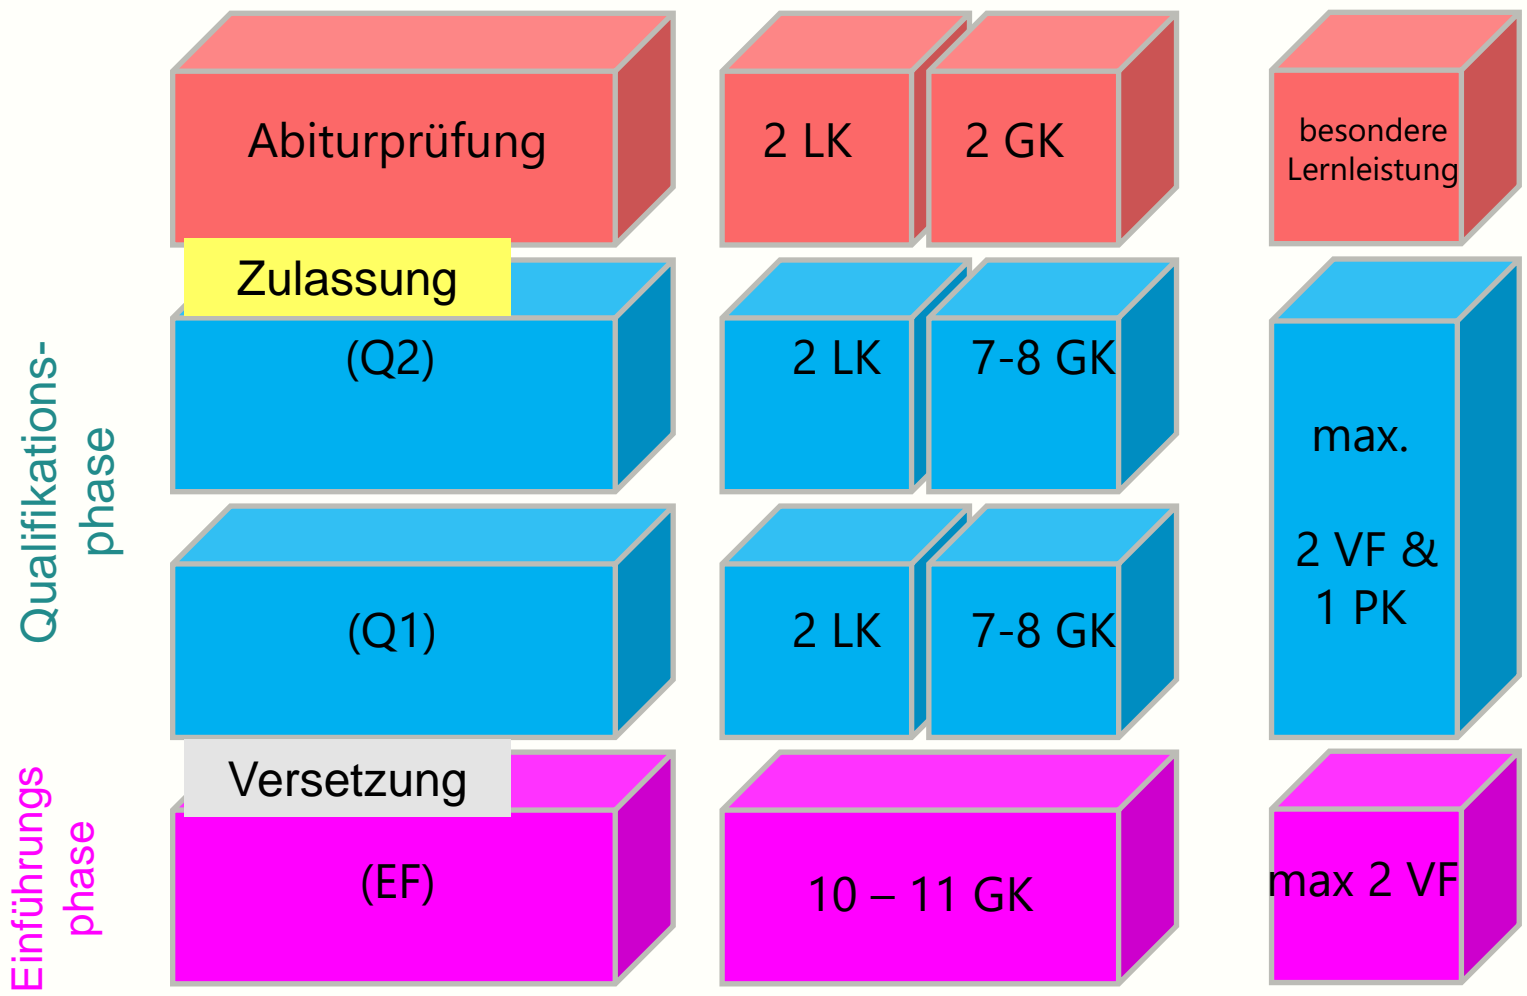 Abiturprüfung
2 LK
2 GK
besondere
Lernleistung
Zulassung
Qualifikations-
phase
(Q2)
2 LK
7-8 GK
max.
2 VF &
1 PK
(Q1)
2 LK
7-8 GK
Versetzung
Einführungs
phase
(EF)
10 – 11 GK
max 2 VF